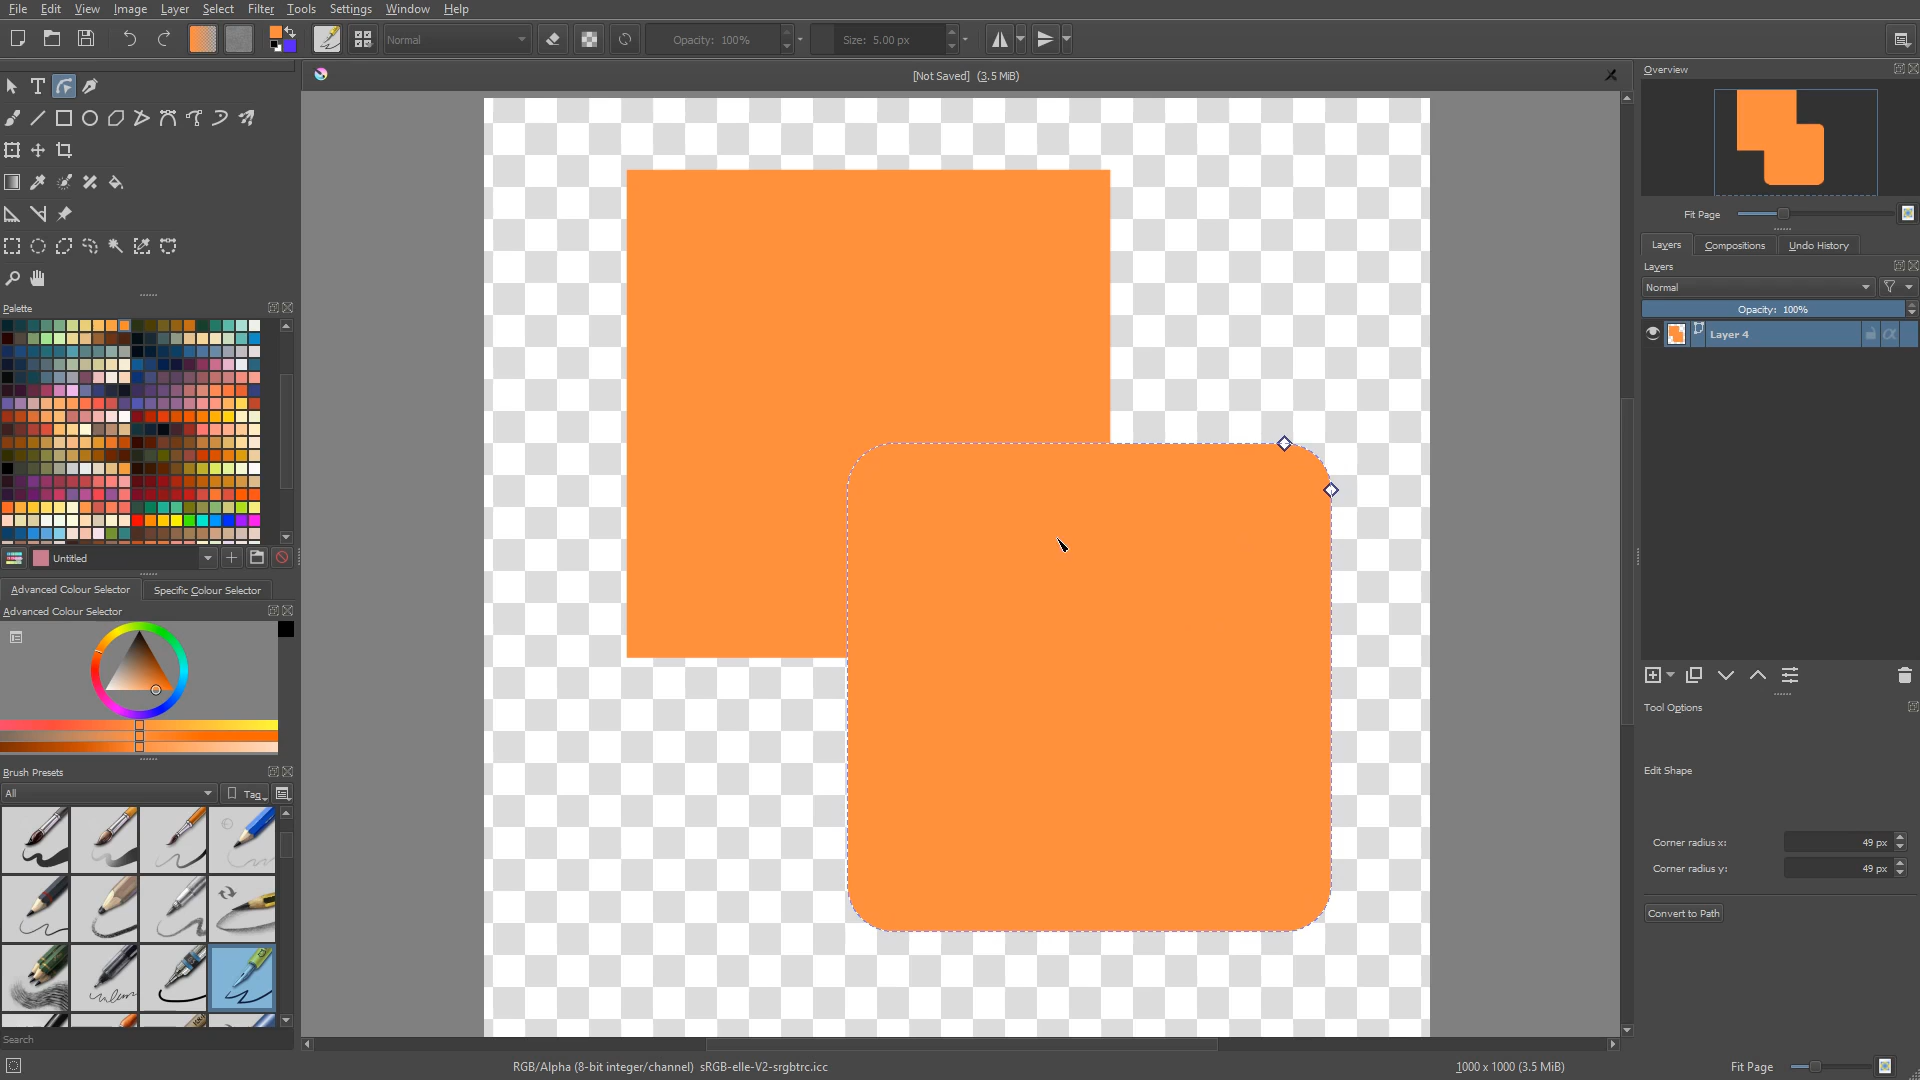 File Edit View Image Layer Select Filter Tools Settings Window Help
Normal Opacity: 100% Size: 5.00 px
[Not Saved] (3.5 MiB)
Overview
Fit Page
Layers Compositions Undo History
Layers
Normal
Opacity: 100%
Layer 4
Palette
Untitled
Advanced Colour Selector Specific Colour Selector
Advanced Colour Selector
Brush Presets
All Tag
Search
Tool Options
Edit Shape
Corner radius x: 49 px
Corner radius y: 49 px
Convert to Path
RGB/Alpha (8-bit integer/channel) sRGB-elle-V2-srgbtrc.icc 1000 x 1000 (3.5 MiB) Fit Page